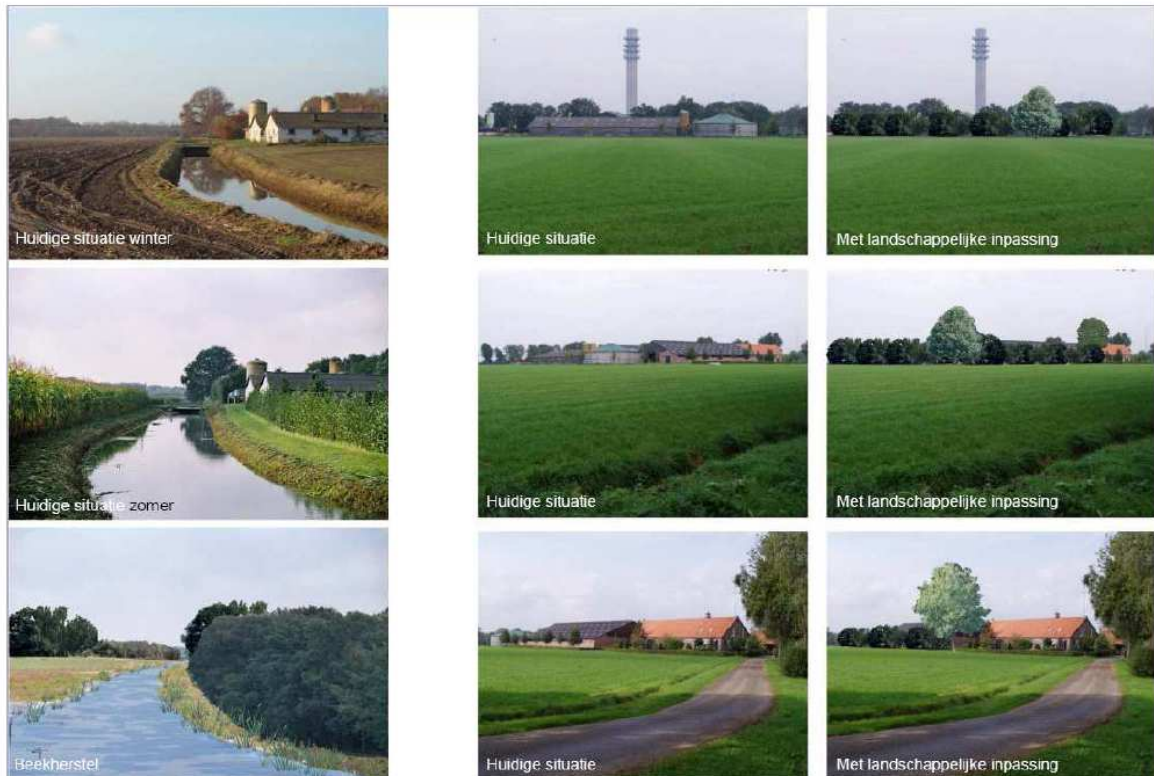 Huidige situatie winter
Huidige situatie
Met landschappelijke inpassing
Huidige situatie zomer
Huidige situatie
Met landschappelijke inpassing
Beekherstel
Huidige situatie
Met landschappelijke inpassing